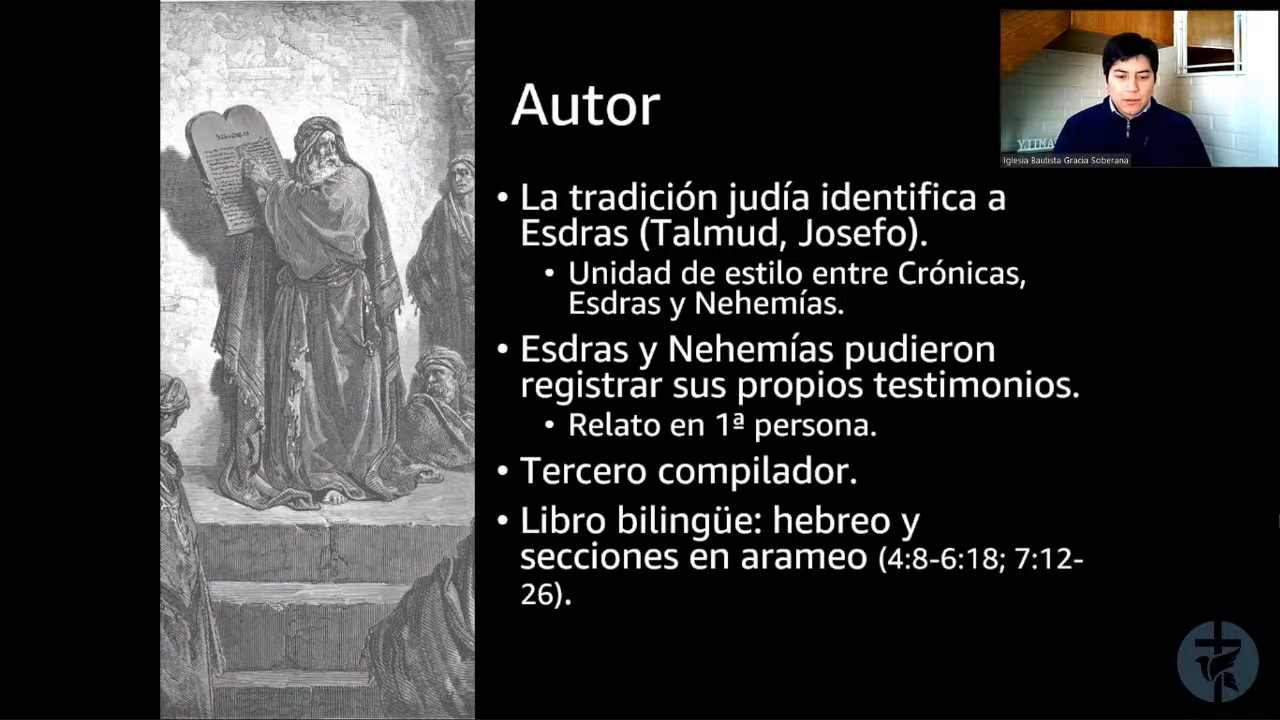 Autor
• La tradición judía identifica a
Esdras (Talmud, Josefo).
• Unidad de estilo entre Crónicas,
Esdras y Nehemías.
• Esdras y Nehemías pudieron
registrar sus propios testimonios.
• Relato en 1ª persona.
• Tercero compilador.
• Libro bilingüe: hebreo y
secciones en arameo (4:8-6:18; 7:12-
26).
Iglesia Bautista Gracia Soberana